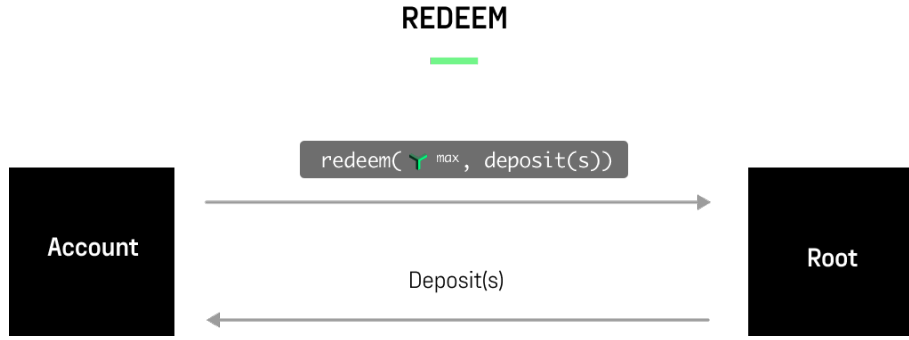 REDEEM
redeem( max, deposit(s))
Account
Root
Deposit(s)